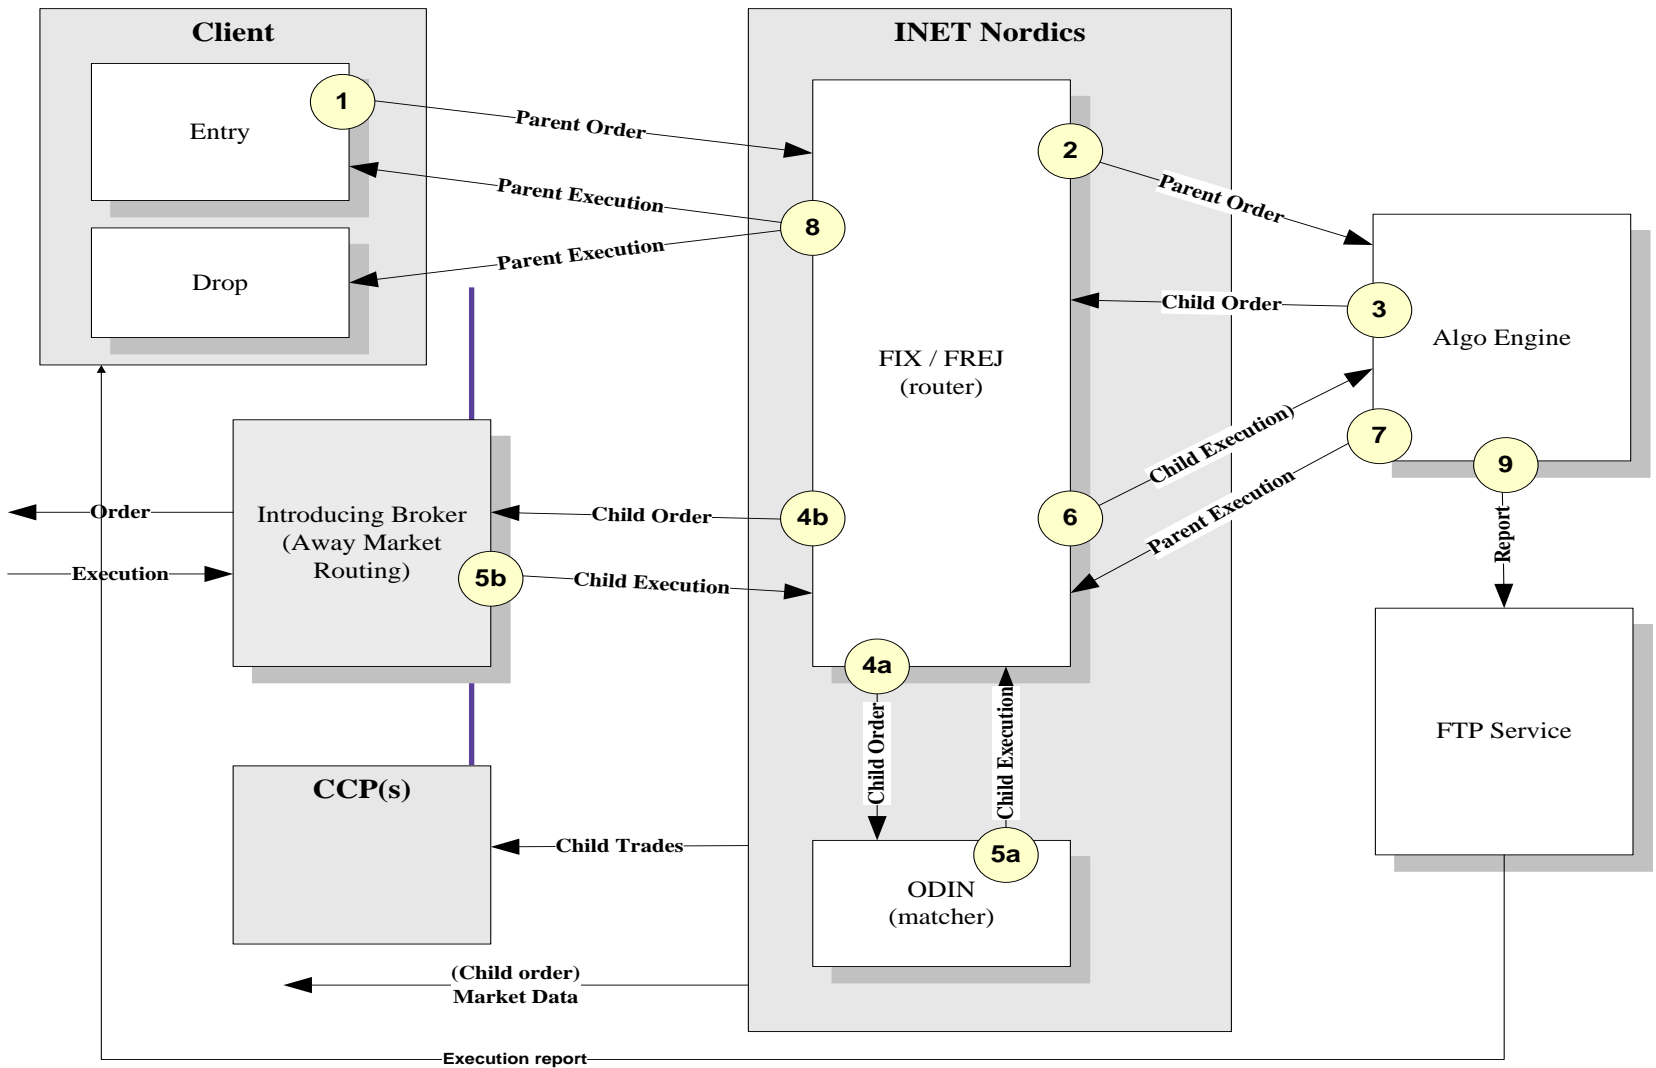 Client
INET Nordics
1
Entry
Parent Order
2
Parent Execution
Parent Order
8
Parent Execution
Drop
Child Order
3
Algo Engine
FIX / FREJ
(router)
Child Execution)
7
9
Order
Introducing Broker
(Away Market
Routing)
Child Order
4b
6
Parent Execution
Report
Execution
5b
Child Execution
4a
Child Order
Child Execution
FTP Service
CCP(s)
Child Trades
5a
ODIN
(matcher)
(Child order)
Market Data
Execution report